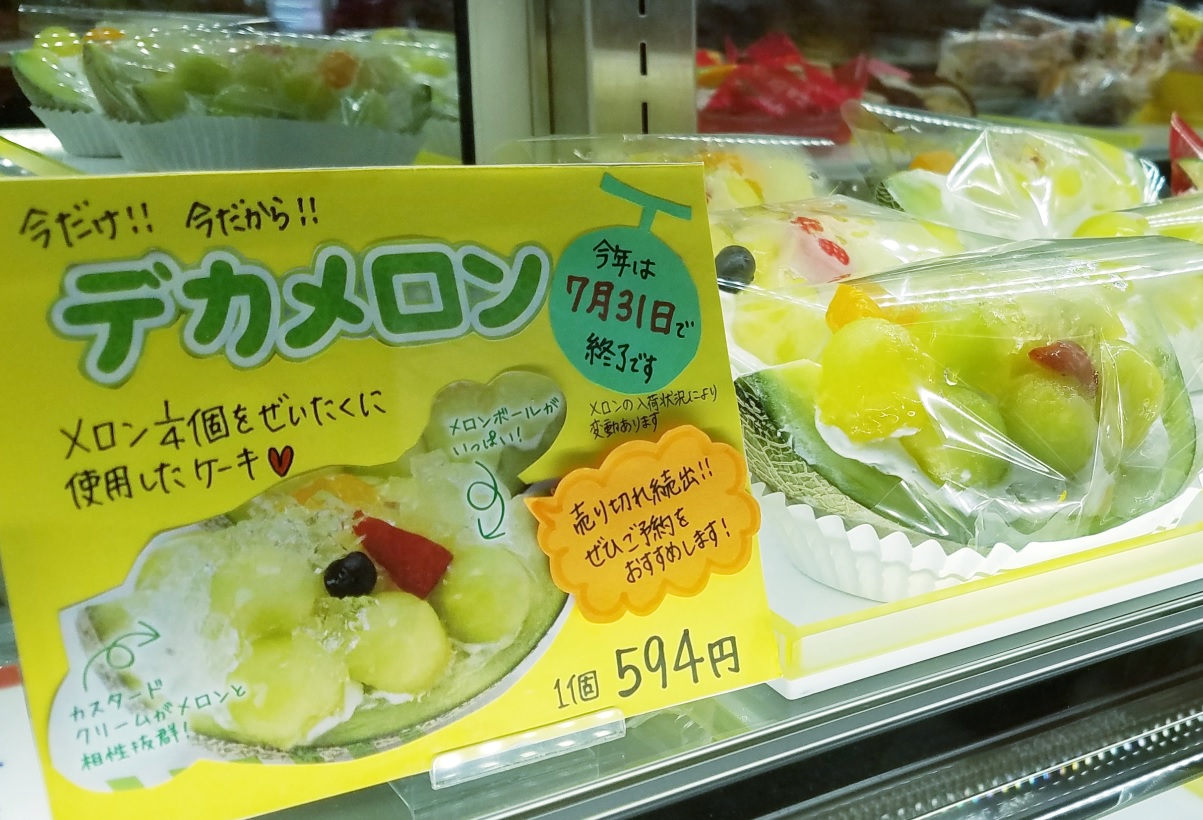 今だけ!! 今だから!!
デカメロン
今年は
7月31日で
終了です
メロンの入荷状況により
変動あります
メロン1/4個をぜいたくに
使用したケーキ♥
メロンボールが
いっぱい!
売り切れ続出!!
ぜひご予約を
おすすめします!
カスタード
クリームがメロンと
相性抜群!
1個 594円